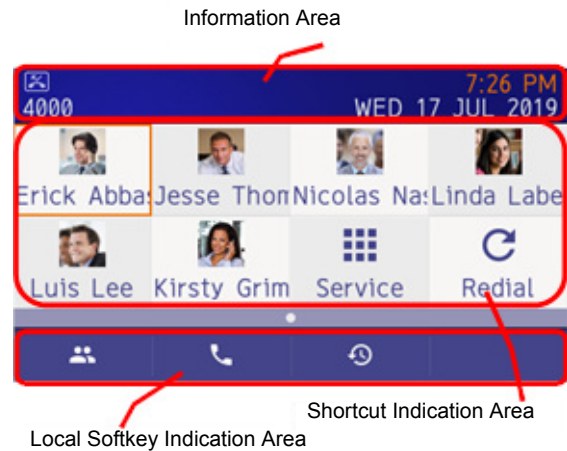 Information Area
7:26 PM
4000 WED 17 JUL 2019
Erick Abba Jesse Thom Nicolas Na Linda Labe
Luis Lee Kirsty Grim Service Redial
Shortcut Indication Area
Local Softkey Indication Area